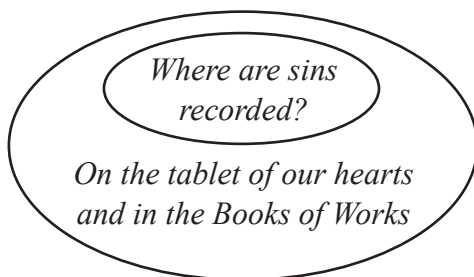 Where are sins
recorded?
On the tablet of our hearts
and in the Books of Works